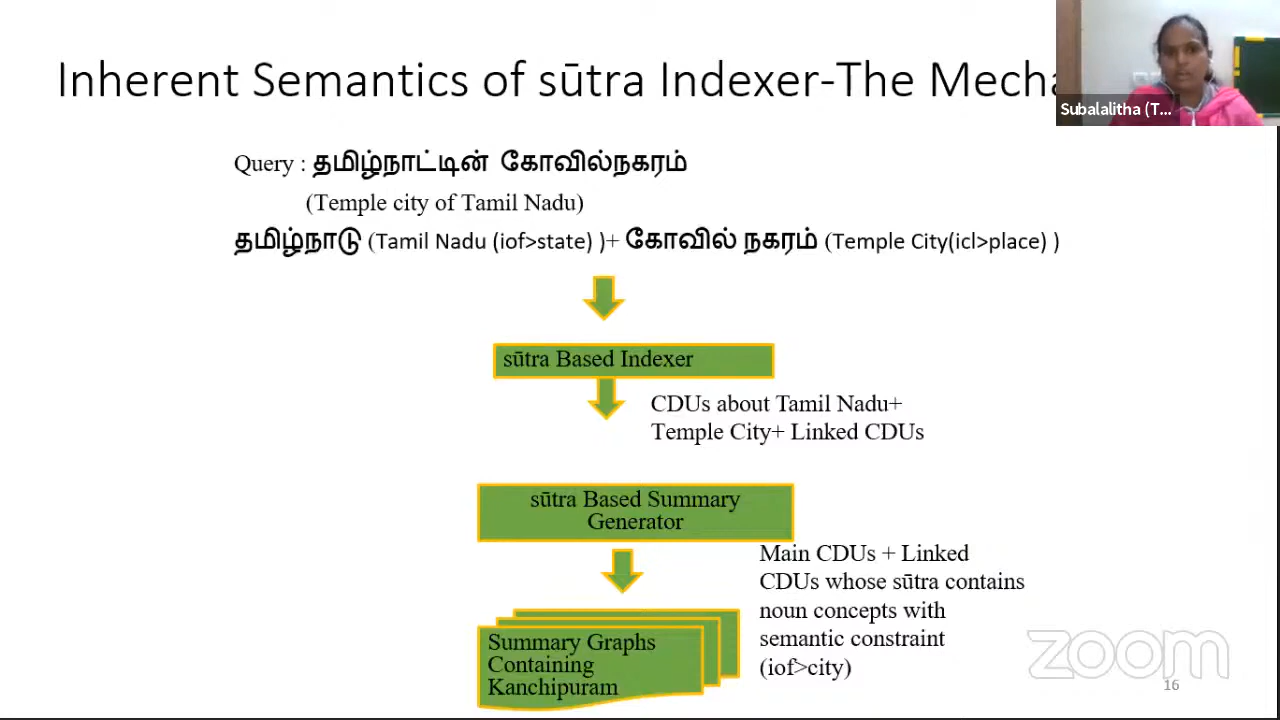 Inherent Semantics of sūtra Indexer-The Mecha
Subalalitha (T...
Query : தமிழ்நாட்டின் கோவில்நகரம்
(Temple city of Tamil Nadu)
தமிழ்நாடு (Tamil Nadu (iof>state) )+ கோவில் நகரம் (Temple City(icl>place) )
sūtra Based Indexer
CDUs about Tamil Nadu+
Temple City+ Linked CDUs
sūtra Based Summary
Generator
Main CDUs + Linked
CDUs whose sūtra contains
noun concepts with
semantic constraint
(iof>city)
Summary Graphs
Containing
Kanchipuram
zoom
16